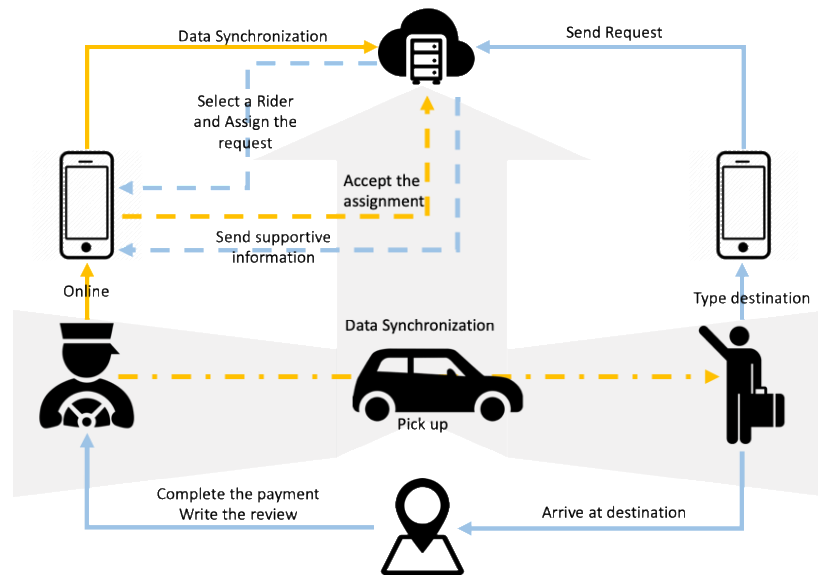 Data Synchronization
Send Request
Select a Rider
and Assign the
request
Accept the
assignment
Send supportive
information
Online
Type destination
Data Synchronization
Pick up
Complete the payment
Write the review
Arrive at destination